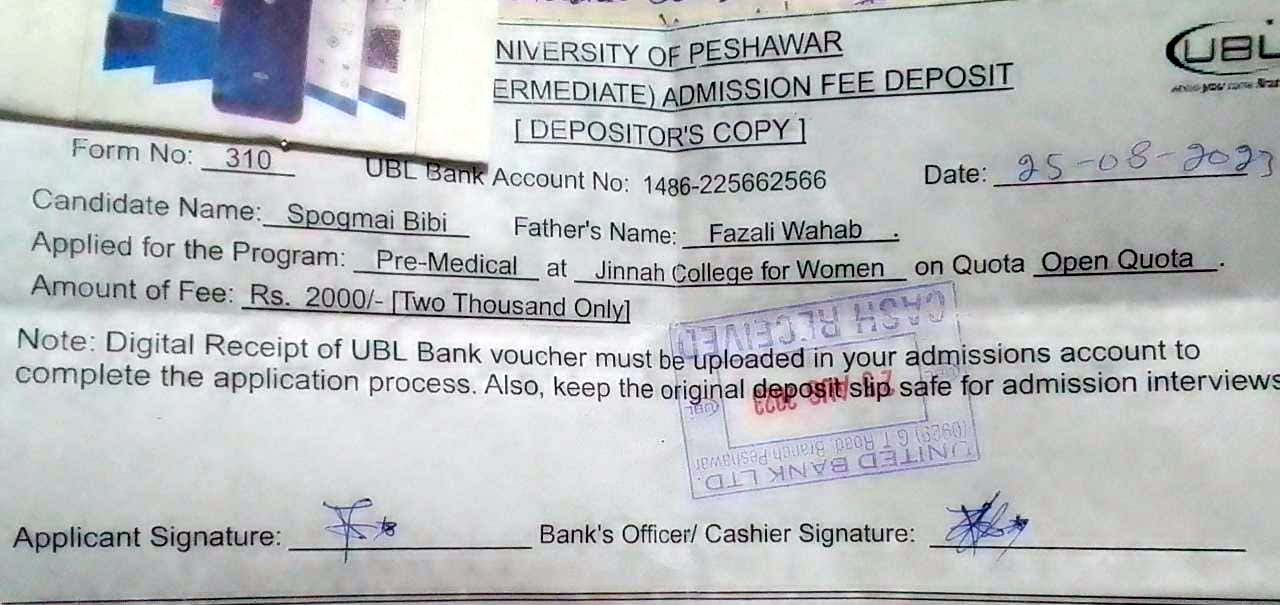 NIVERSITY OF PESHAWAR
UBL
ERMEDIATE) ADMISSION FEE DEPOSIT
where you come first
[ DEPOSITOR'S COPY ]
Form No: 310
UBL Bank Account No: 1486-225662566
Date: 25-08-2023
Candidate Name: Spogmai Bibi Father's Name: Fazali Wahab .
Applied for the Program: Pre-Medical at Jinnah College for Women on Quota Open Quota .
Amount of Fee: Rs. 2000/- [Two Thousand Only]
Note: Digital Receipt of UBL Bank voucher must be uploaded in your admissions account to
complete the application process. Also, keep the original deposit slip safe for admission interviews
UNITED BANK LTD.
(0929) G T Road Branch Peshawar
UBL AUG 2023
CASH RECEIVED
Applicant Signature:
Bank's Officer/ Cashier Signature: